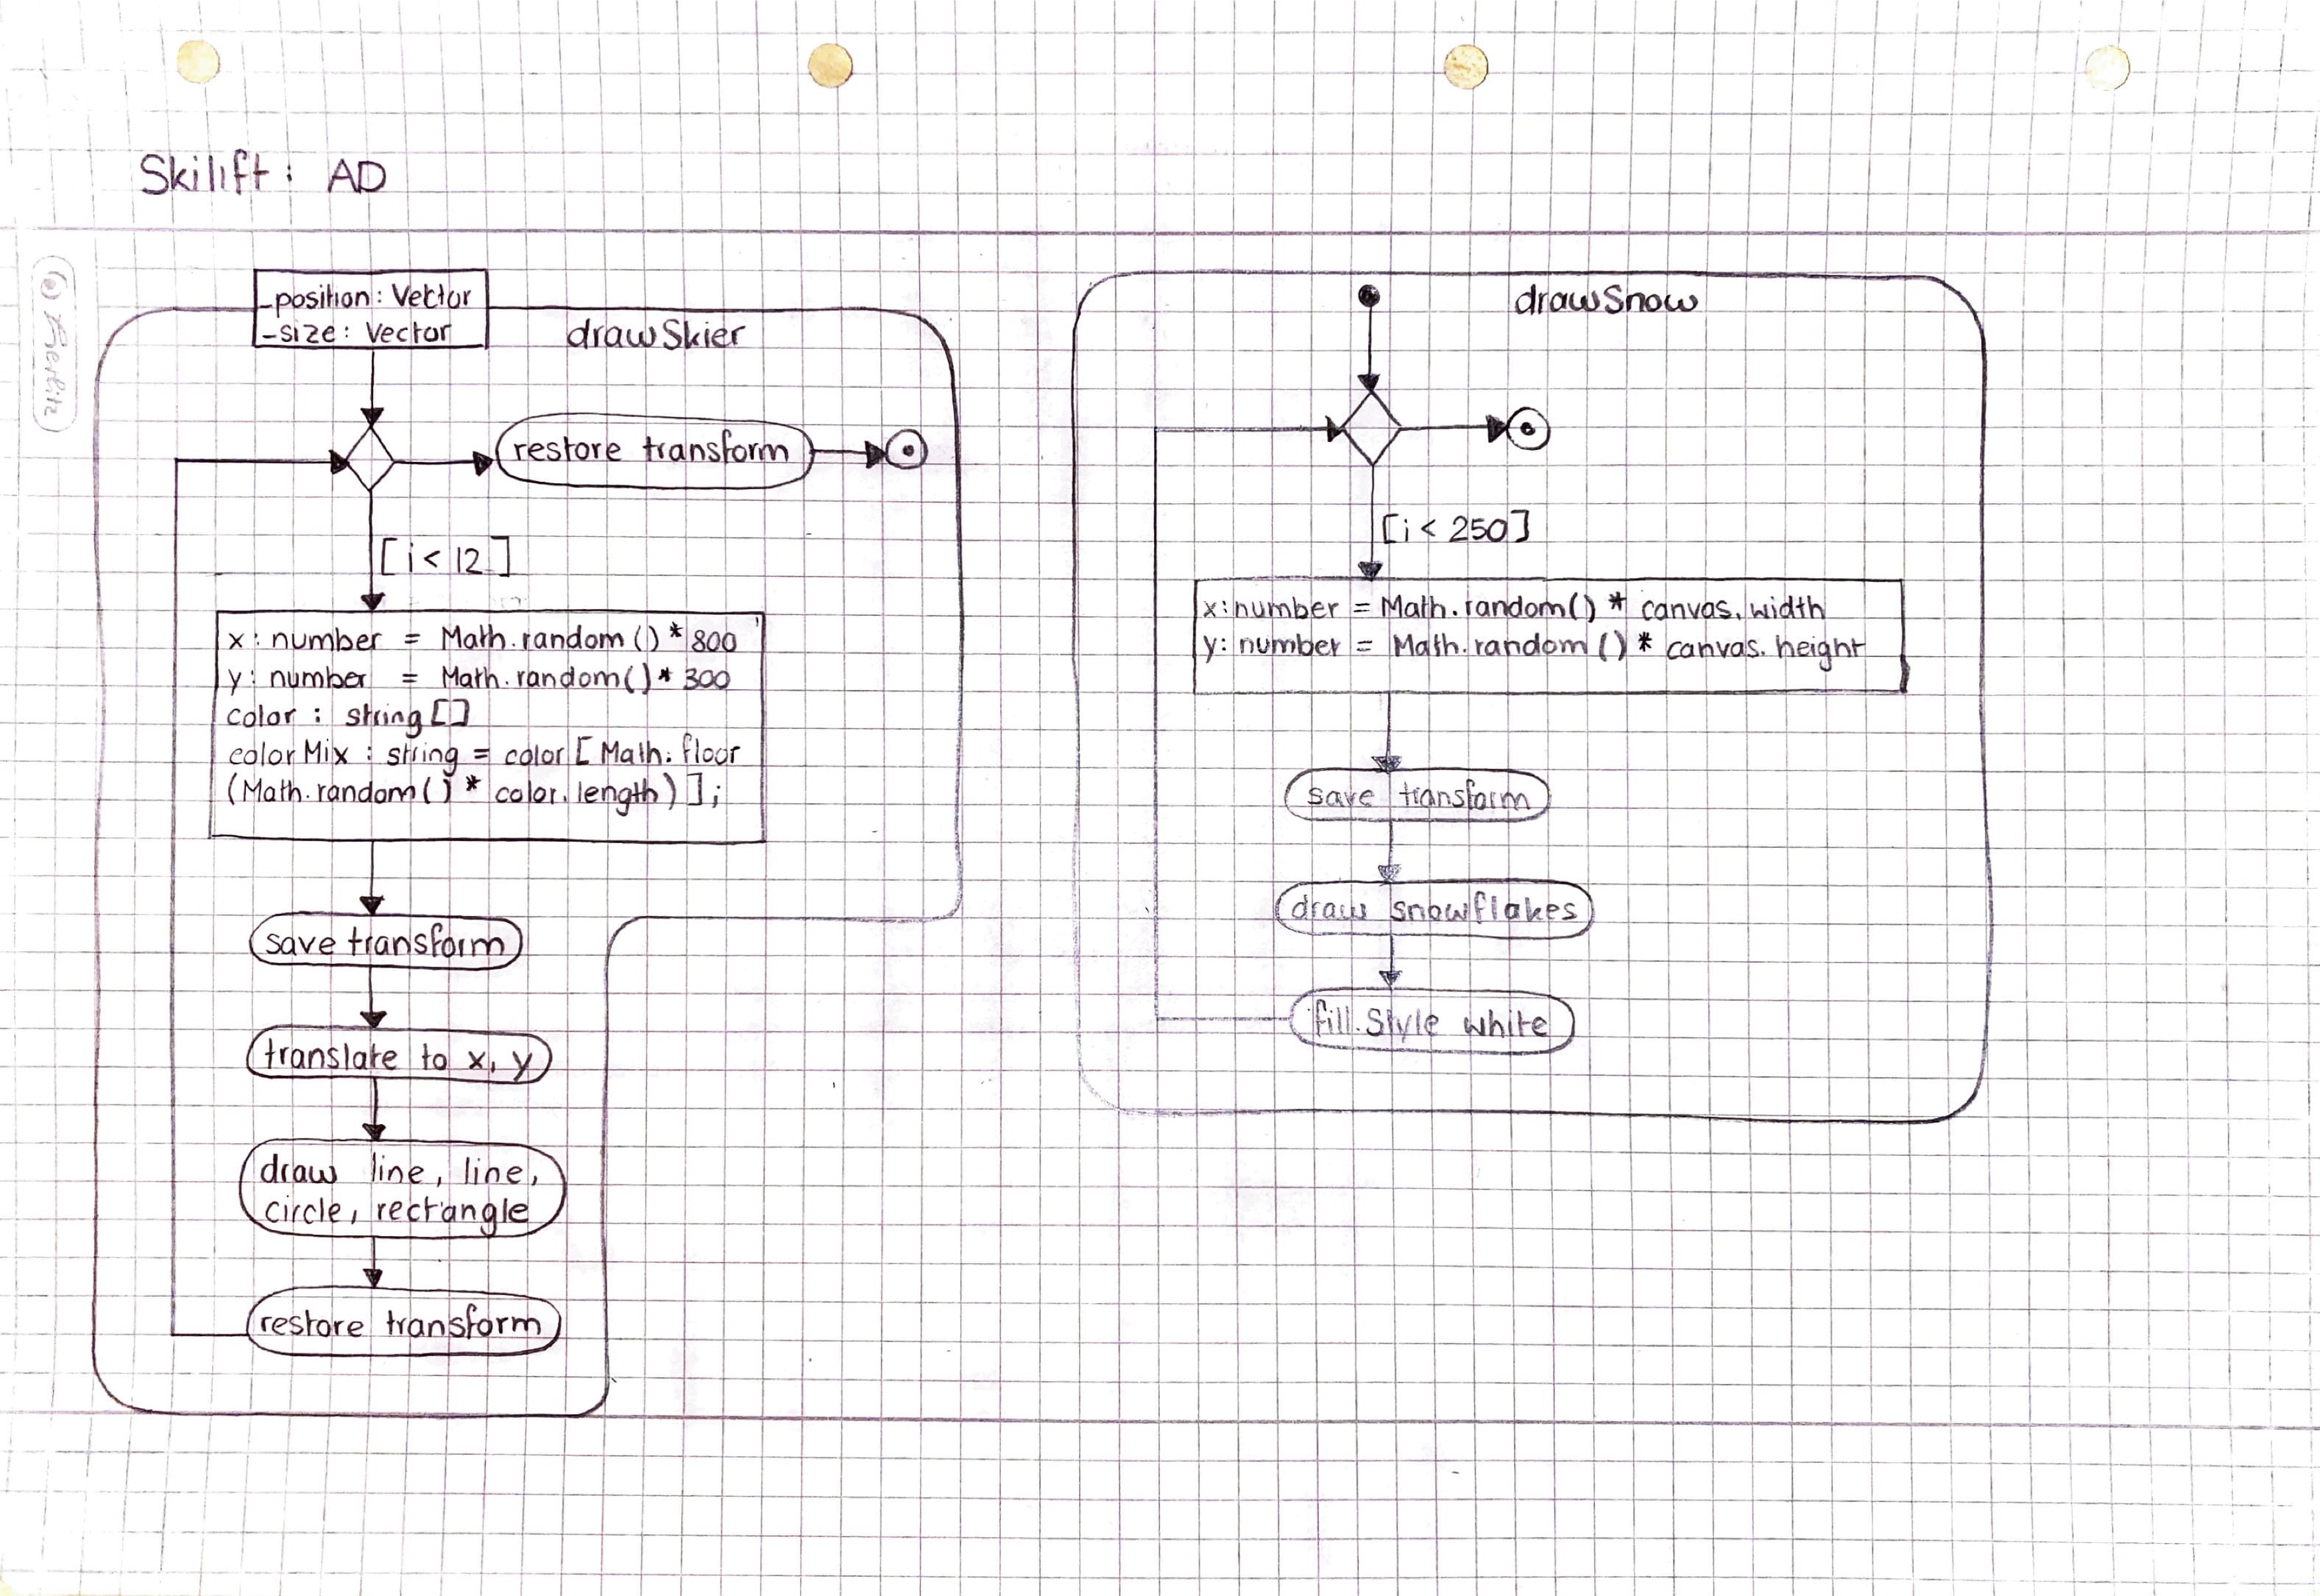 Skilift: AD
-position: Vector
-size: Vector
drawSkier
restore transform
[i < 12]
x: number = Math.random() * 800
y: number = Math.random() * 300
color: string[]
colorMix: string = color[Math.floor
(Math.random() * color.length)];
save transform
translate to x, y
draw line, line,
circle, rectangle
restore transform
drawSnow
[i < 250]
x: number = Math.random() * canvas.width
y: number = Math.random() * canvas.height
save transform
draw snowflakes
fill.Style white